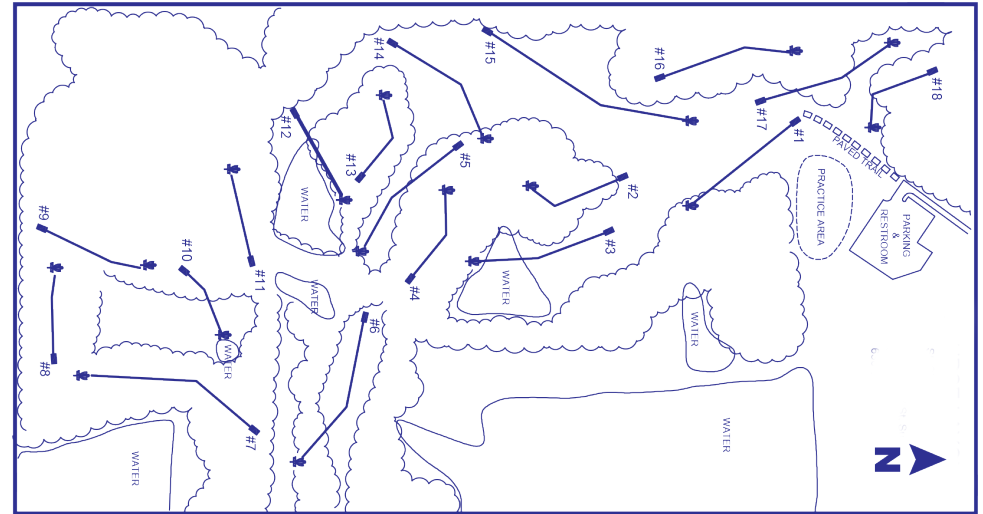 #1
#2
#3
#4
#5
#6
#7
#8
#9
#10
#11
#12
#13
#14
#15
#16
#17
#18
PAVED TRAIL
PRACTICE AREA
PARKING
&
RESTROOM
WATER
WATER
WATER
WATER
WATER
WATER
WATER
N